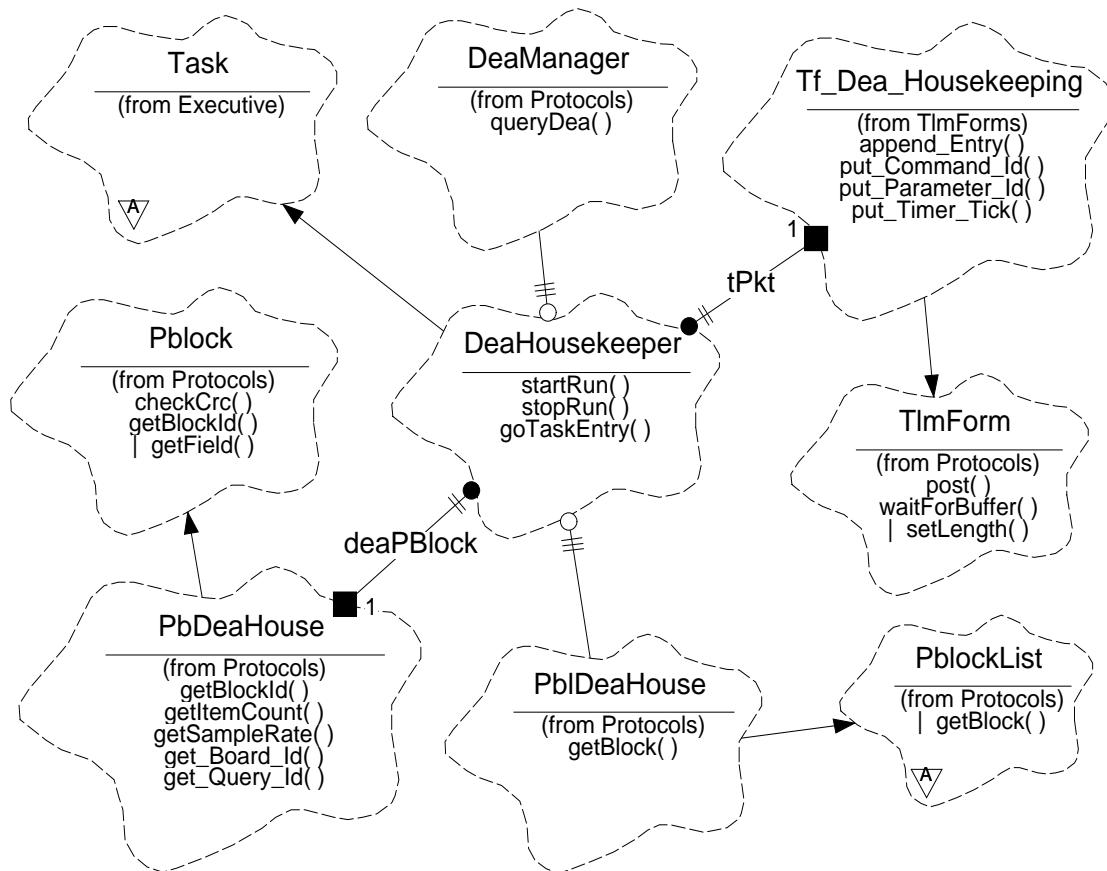 Task
(from Executive)
A
DeaManager
(from Protocols)
queryDea( )
Tf_Dea_Housekeeping
(from TlmForms)
append_Entry()
put_Command_Id( )
put_Parameter_Id( )
put_Timer_Tick( )
1
tPkt
Pblock
(from Protocols)
checkCrc( )
getBlockId( )
| getField( )
DeaHousekeeper
startRun( )
stopRun( )
goTaskEntry( )
TlmForm
(from Protocols)
post( )
waitForBuffer( )
| setLength( )
deaPBlock
1
PbDeaHouse
(from Protocols)
getBlockId( )
getItemCount( )
getSampleRate( )
get_Board_Id( )
get_Query_Id( )
PblDeaHouse
(from Protocols)
getBlock( )
PblockList
(from Protocols)
| getBlock( )
A